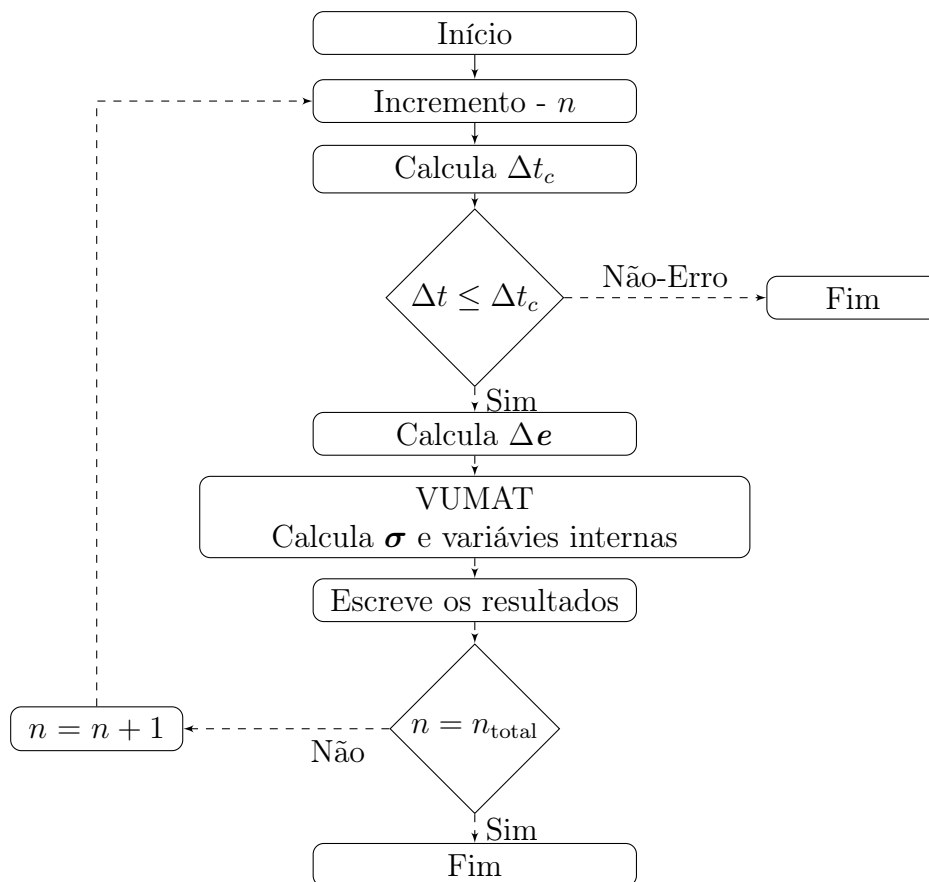 Início
Incremento - n
Calcula Δt_c
Δt ≤ Δt_c
Não-Erro
Fim
Sim
Calcula Δe
VUMAT
Calcula σ e variávies internas
Escreve os resultados
n = n_total
Não
n = n + 1
Sim
Fim